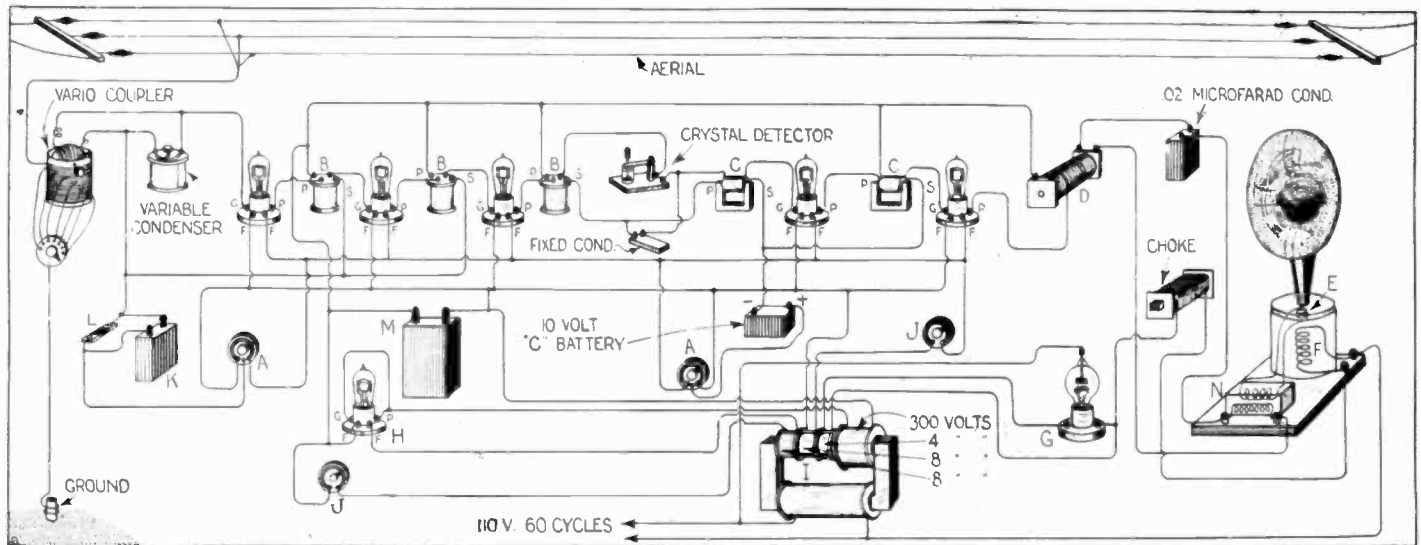 AERIAL
VARIO COUPLER
.02 MICROFARAD COND.
CRYSTAL DETECTOR
B
B
B
C
C
P
S
P
S
P
S
P
S
P
S
G
P
G
P
G
P
G
P
G
P
F
F
F
F
F
F
F
F
F
F
D
VARIABLE
CONDENSER
FIXED COND.
CHOKE
E
L
M
- +
10 VOLT
"C" BATTERY
A
A
J
K
F
N
G
P
F
F
H
G
300 VOLTS
4 " "
8 " "
8 " "
I
J
GROUND
110 V. 60 CYCLES